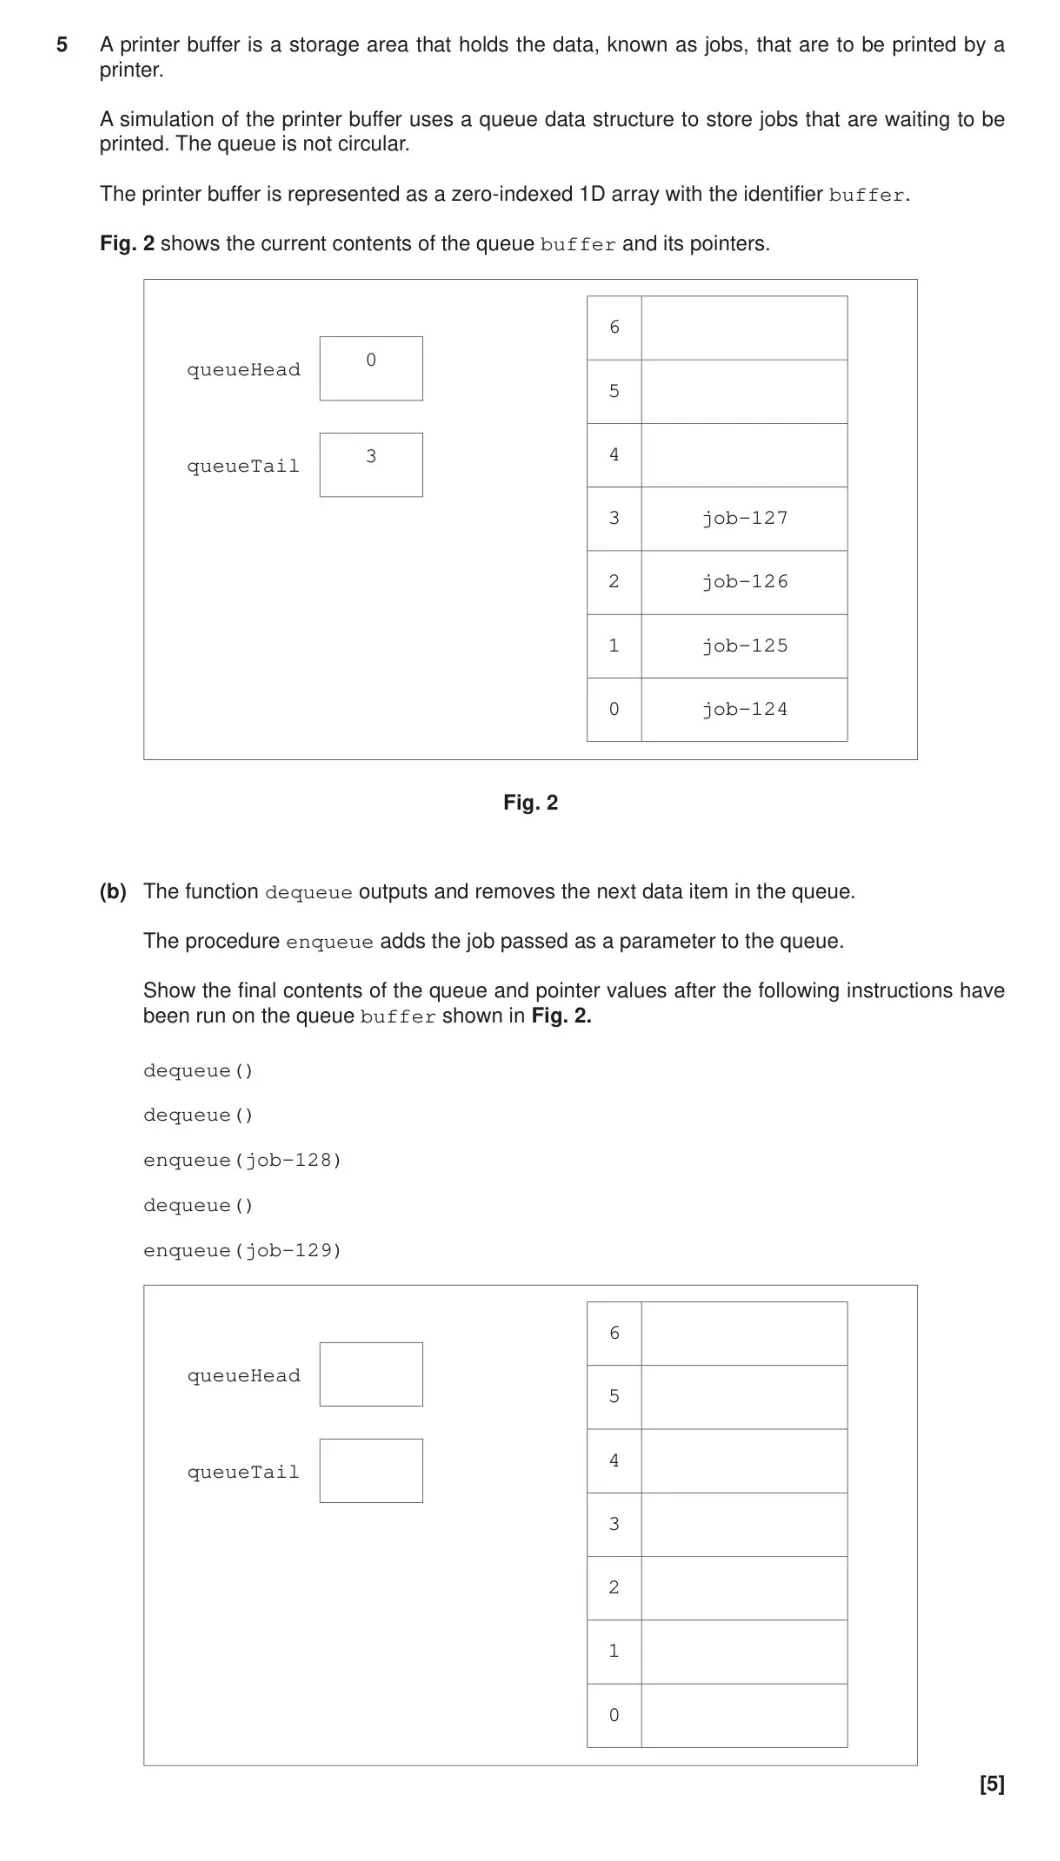 5 A printer buffer is a storage area that holds the data, known as jobs, that are to be printed by a
printer.
A simulation of the printer buffer uses a queue data structure to store jobs that are waiting to be
printed. The queue is not circular.
The printer buffer is represented as a zero-indexed 1D array with the identifier buffer.
Fig. 2 shows the current contents of the queue buffer and its pointers.
queueHead 0
queueTail 3
6
5
4
3 job-127
2 job-126
1 job-125
0 job-124
Fig. 2
(b) The function dequeue outputs and removes the next data item in the queue.
The procedure enqueue adds the job passed as a parameter to the queue.
Show the final contents of the queue and pointer values after the following instructions have
been run on the queue buffer shown in Fig. 2.
dequeue()
dequeue()
enqueue(job-128)
dequeue()
enqueue(job-129)
queueHead
queueTail
6
5
4
3
2
1
0
[5]